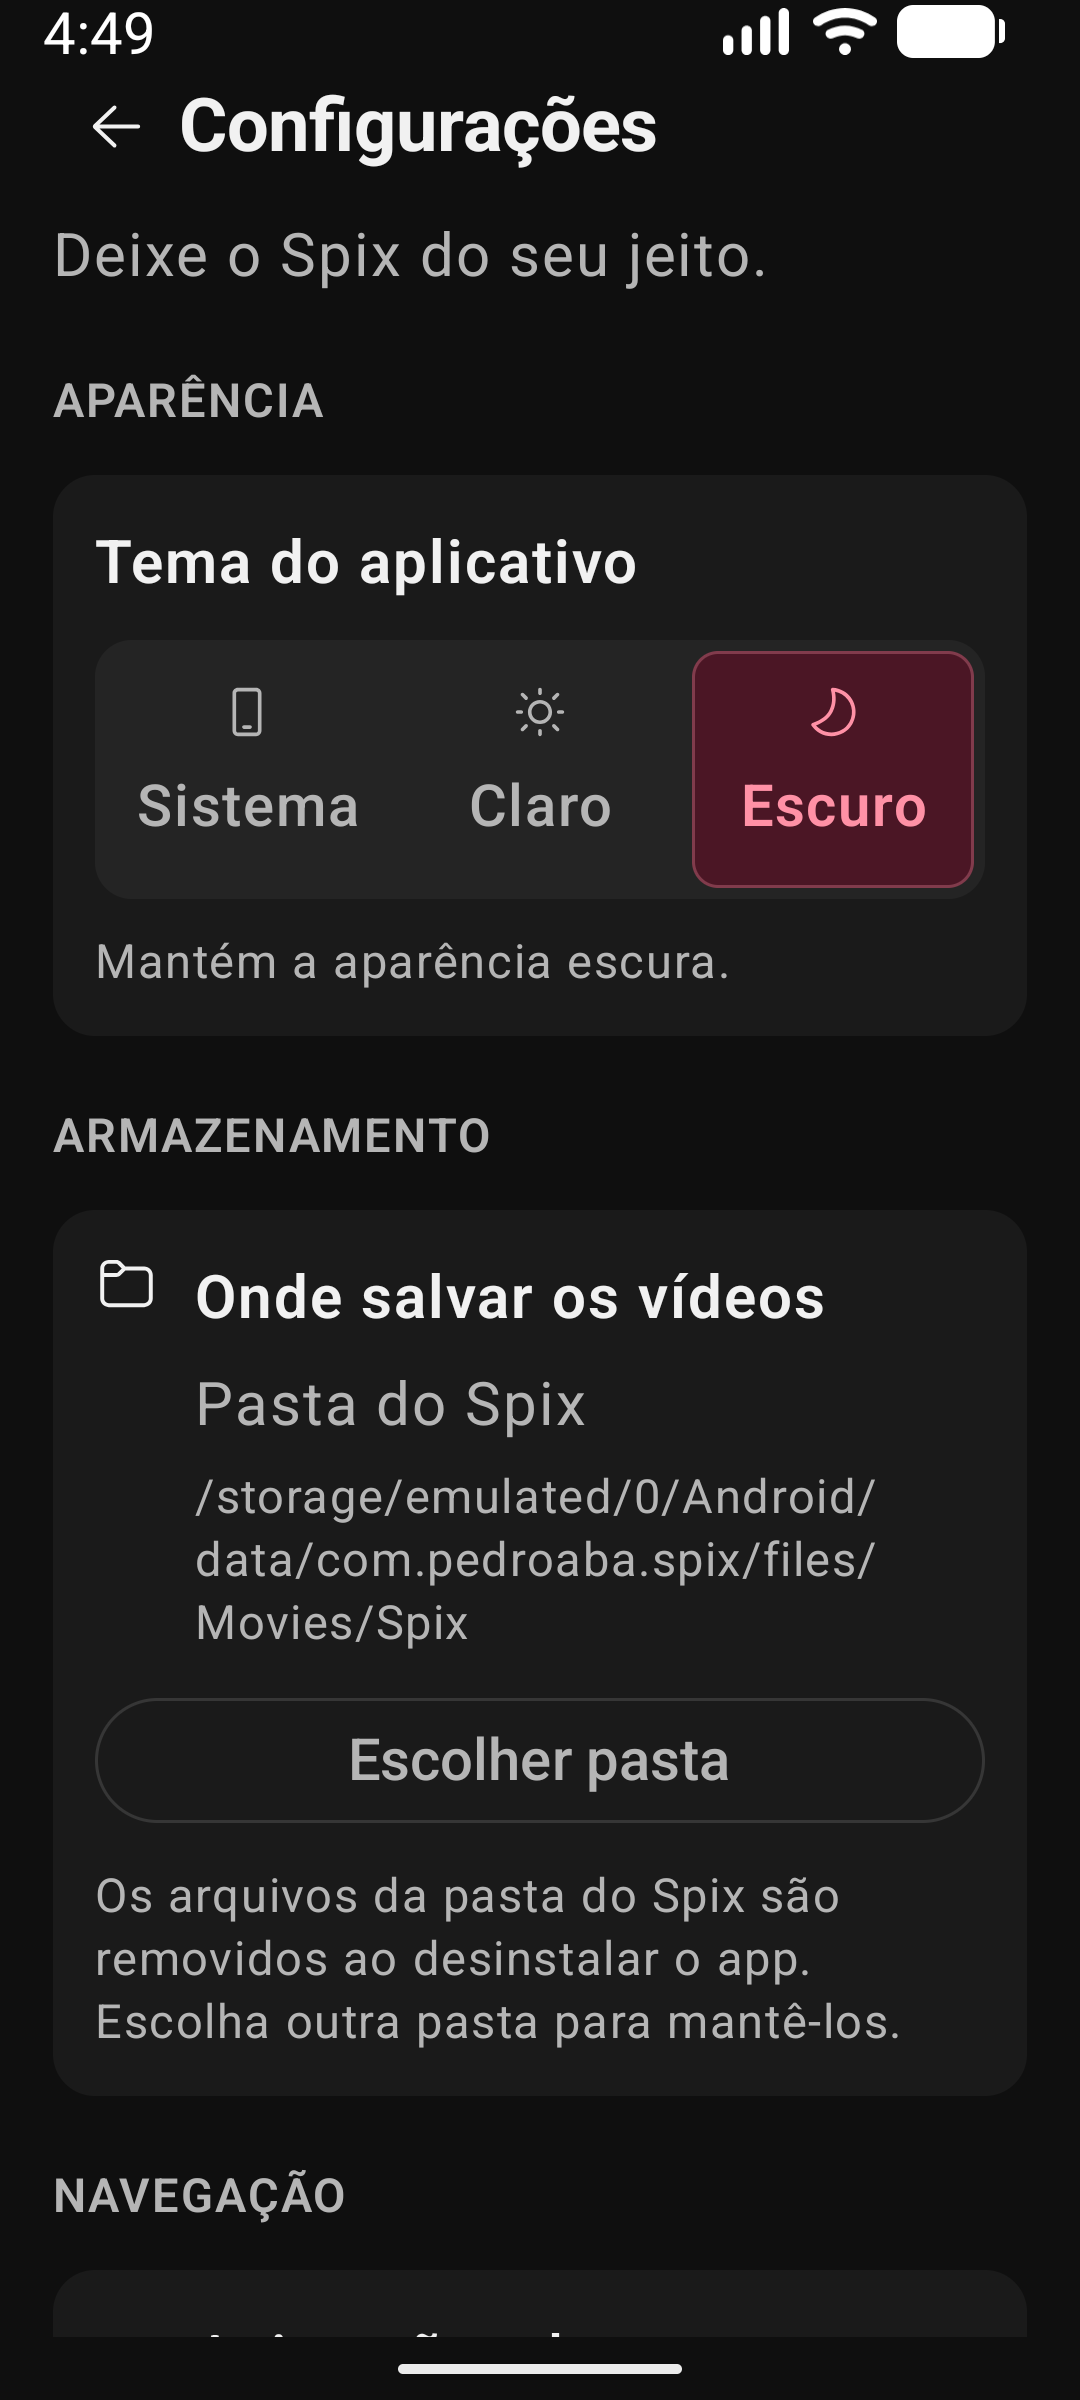 4:49
Configurações
Deixe o Spix do seu jeito.
APARÊNCIA
Tema do aplicativo
Sistema
Claro
Escuro
Mantém a aparência escura.
ARMAZENAMENTO
Onde salvar os vídeos
Pasta do Spix
/storage/emulated/0/Android/
data/com.pedroaba.spix/files/
Movies/Spix
Escolher pasta
Os arquivos da pasta do Spix são
removidos ao desinstalar o app.
Escolha outra pasta para mantê-los.
NAVEGAÇÃO